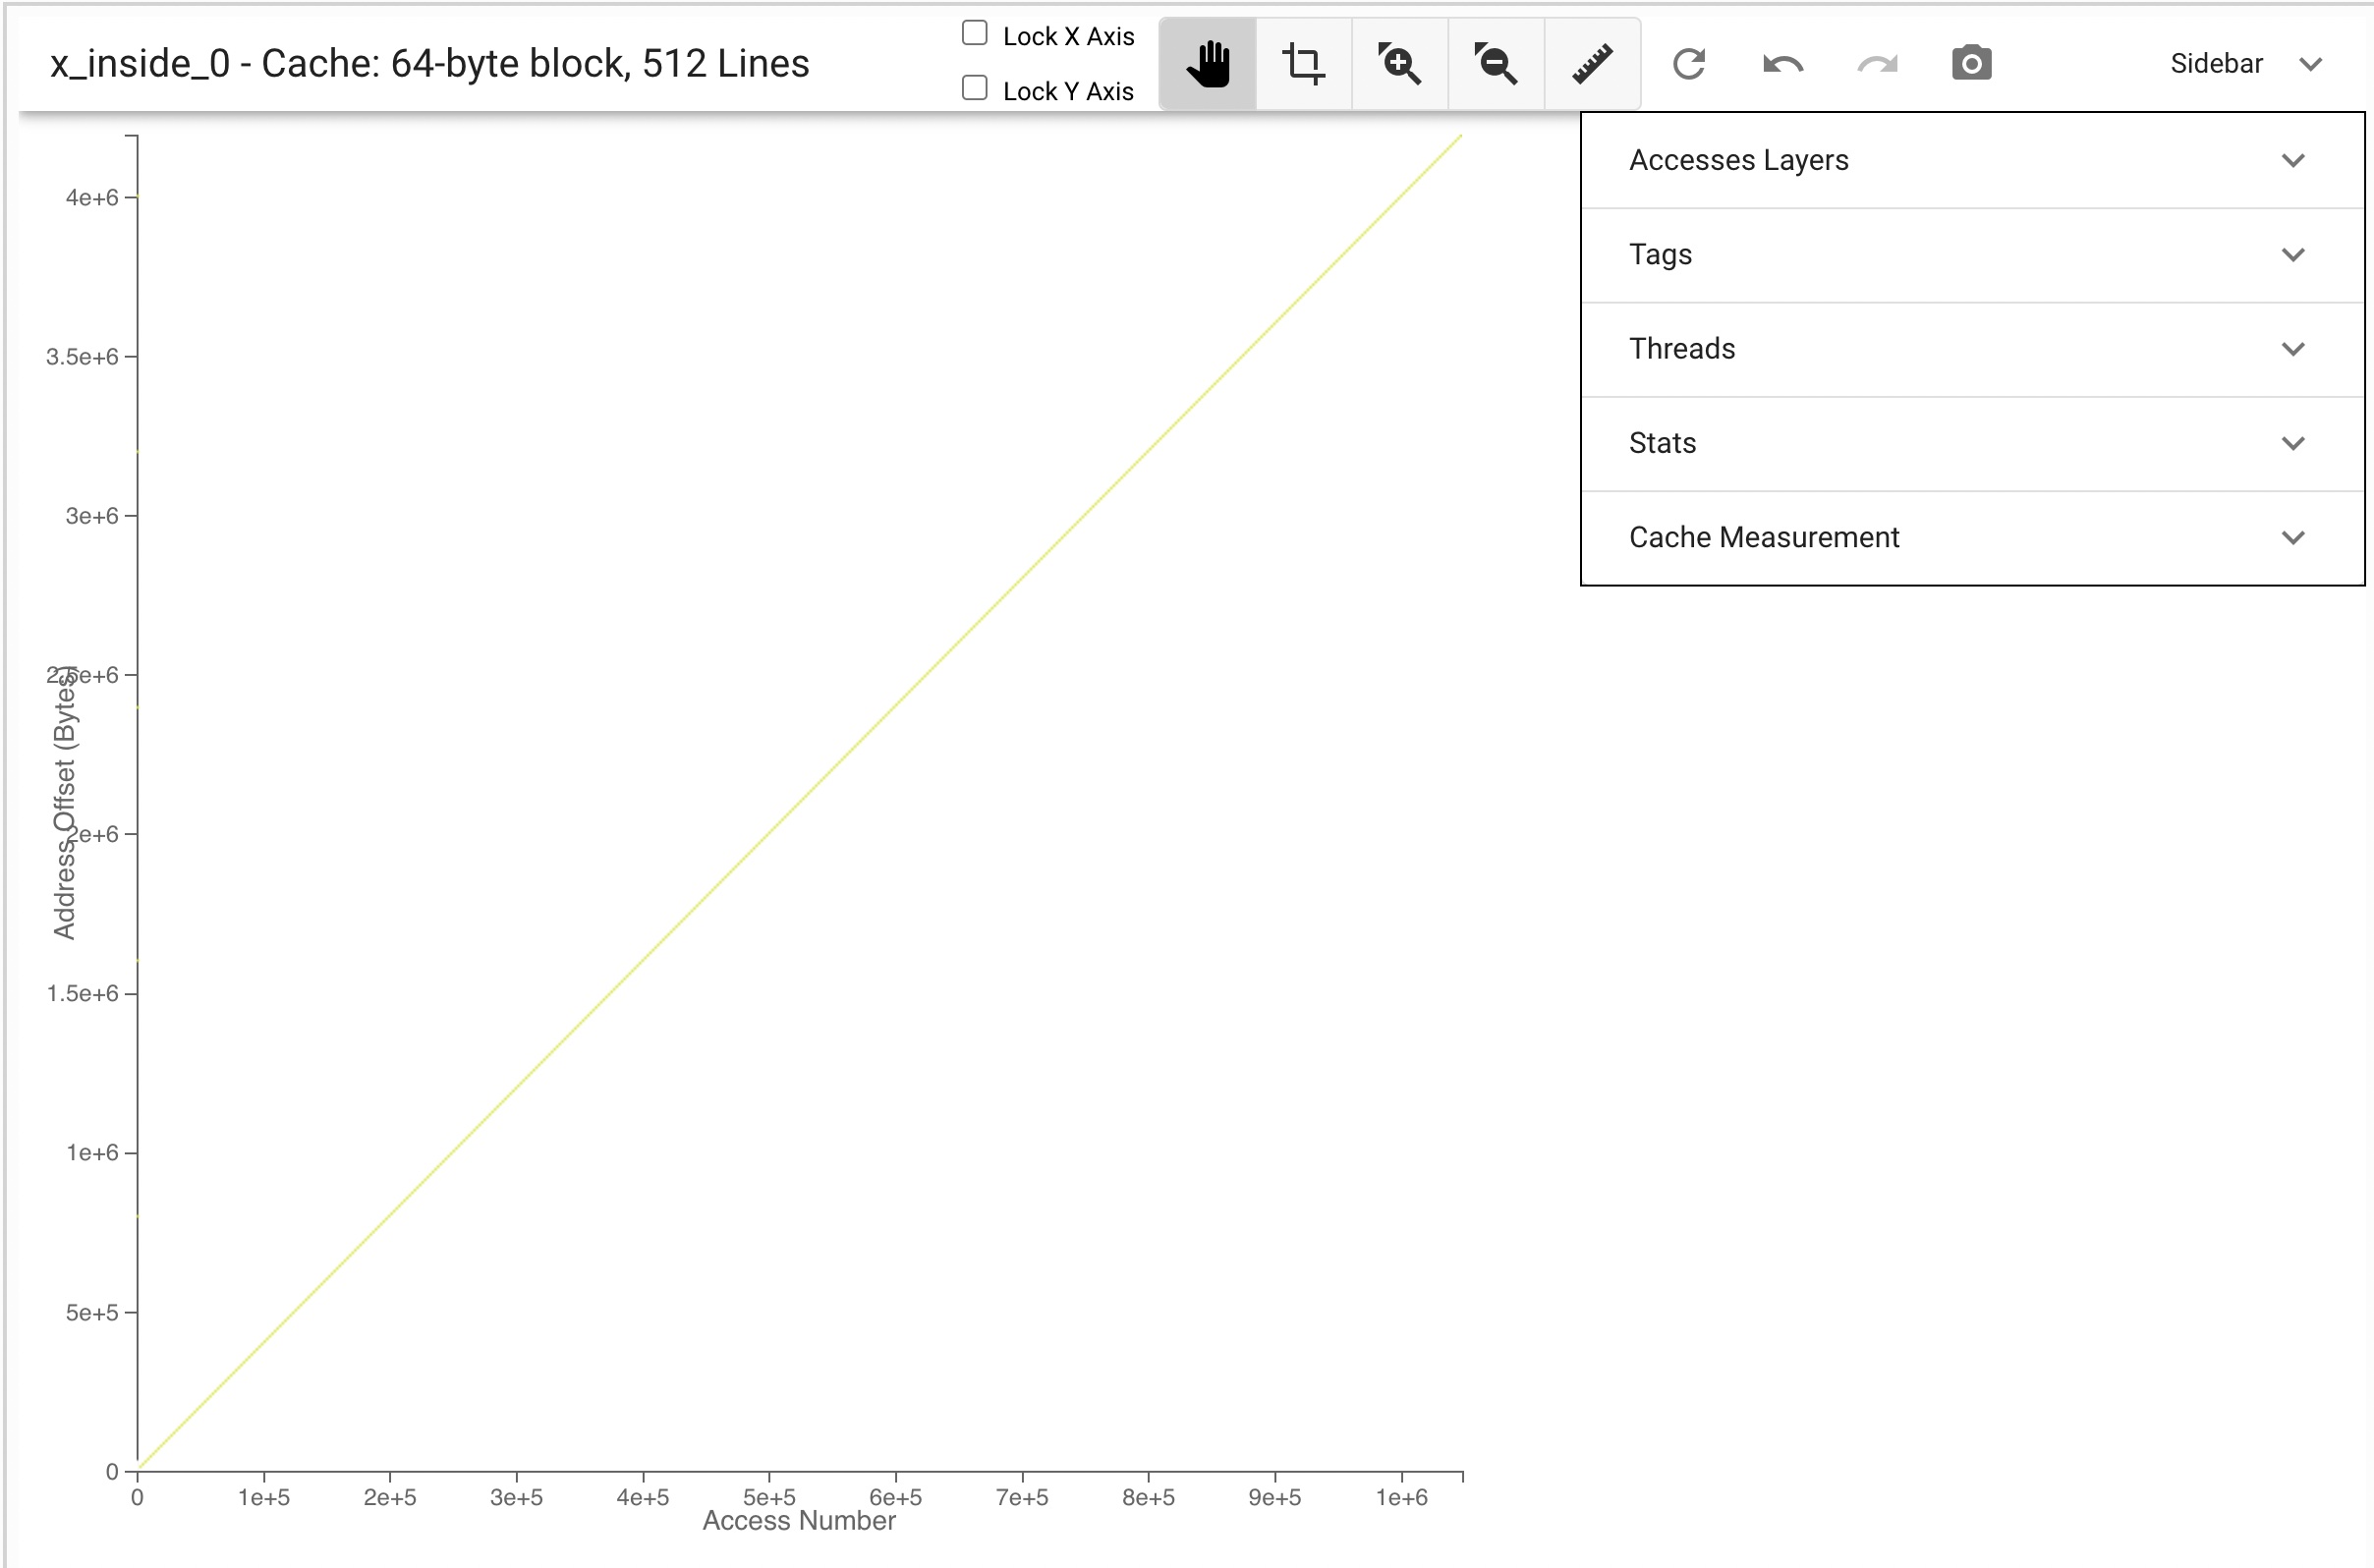 x_inside_0 - Cache: 64-byte block, 512 Lines
Lock X Axis
Lock Y Axis
Sidebar
Accesses Layers
Tags
Threads
Stats
Cache Measurement
4e+6
3.5e+6
3e+6
2.5e+6
2e+6
1.5e+6
1e+6
5e+5
0
Address Offset (Bytes)
0 1e+5 2e+5 3e+5 4e+5 5e+5 6e+5 7e+5 8e+5 9e+5 1e+6
Access Number